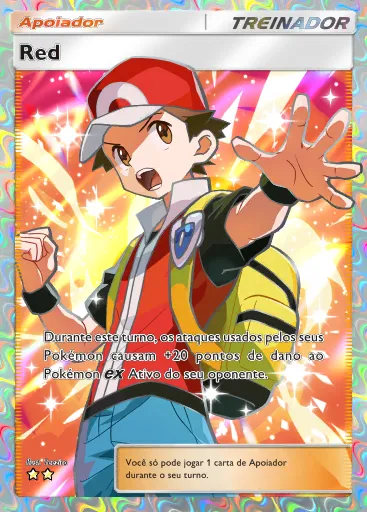 Apoiador
TREINADOR
Red
Durante este turno, os ataques usados pelos seus
Pokémon causam +20 pontos de dano ao
Pokémon ex Ativo do seu oponente.
Você só pode jogar 1 carta de Apoiador
durante o seu turno.